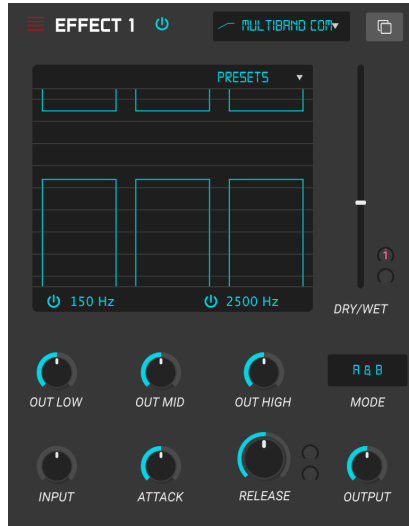 EFFECT 1
MULTIBAND COM
PRESETS
150 Hz
2500 Hz
1
DRY/WET
OUT LOW
OUT MID
OUT HIGH
A & B
MODE
INPUT
ATTACK
RELEASE
OUTPUT